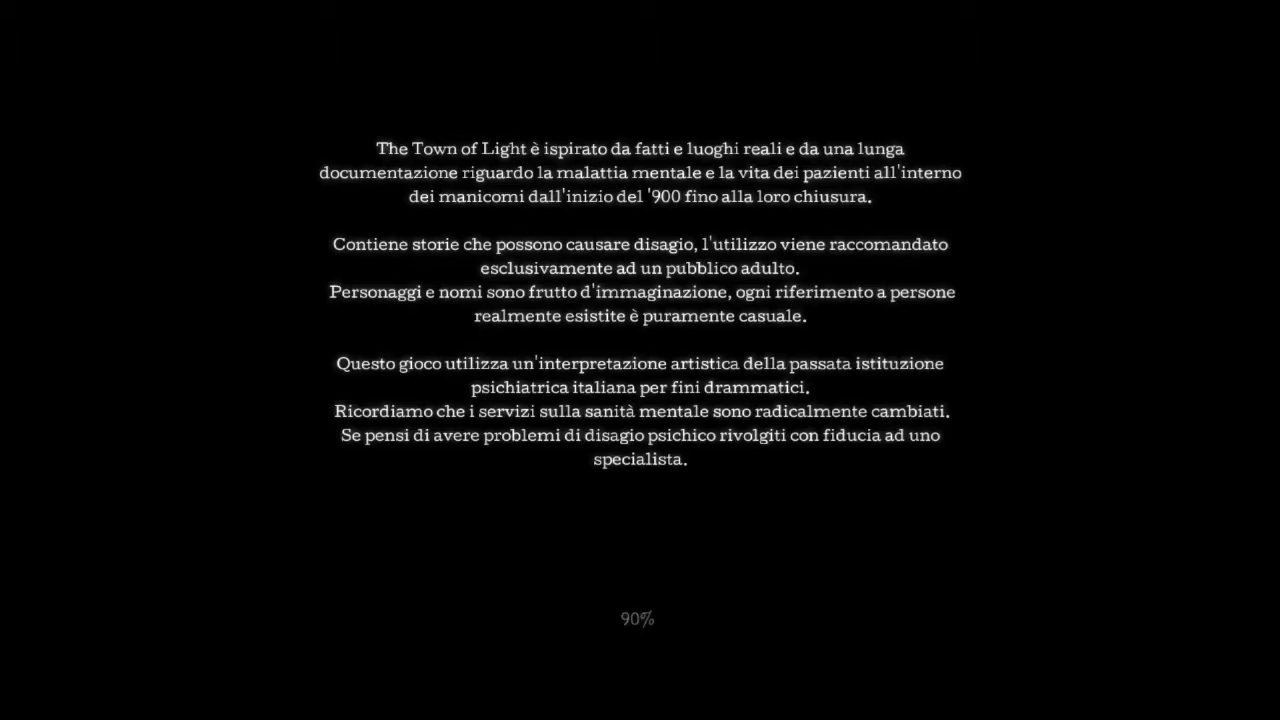 The Town of Light è ispirato da fatti e luoghi reali e da una lunga
documentazione riguardo la malattia mentale e la vita dei pazienti all'interno
dei manicomi dall'inizio del '900 fino alla loro chiusura.
Contiene storie che possono causare disagio, l'utilizzo viene raccomandato
esclusivamente ad un pubblico adulto.
Personaggi e nomi sono frutto d'immaginazione, ogni riferimento a persone
realmente esistite è puramente casuale.
Questo gioco utilizza un'interpretazione artistica della passata istituzione
psichiatrica italiana per fini drammatici.
Ricordiamo che i servizi sulla sanità mentale sono radicalmente cambiati.
Se pensi di avere problemi di disagio psichico rivolgiti con fiducia ad uno
specialista.
90%